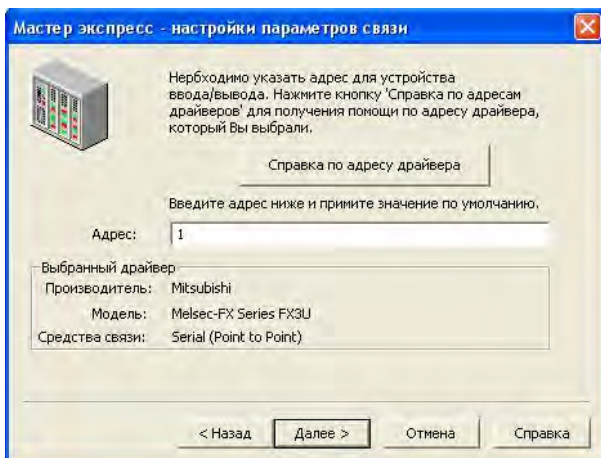 Мастер экспресс - настройки параметров связи
Нербходимо указать адрес для устройства
ввода/вывода. Нажмите кнопку 'Справка по адресам
драйверов' для получения помощи по адресу драйвера,
который Вы выбрали.
Справка по адресу драйвера
Введите адрес ниже и примите значение по умолчанию.
Адрес: 1
Выбранный драйвер
Производитель: Mitsubishi
Модель: Melsec-FX Series FX3U
Средства связи: Serial (Point to Point)
< Назад Далее > Отмена Справка